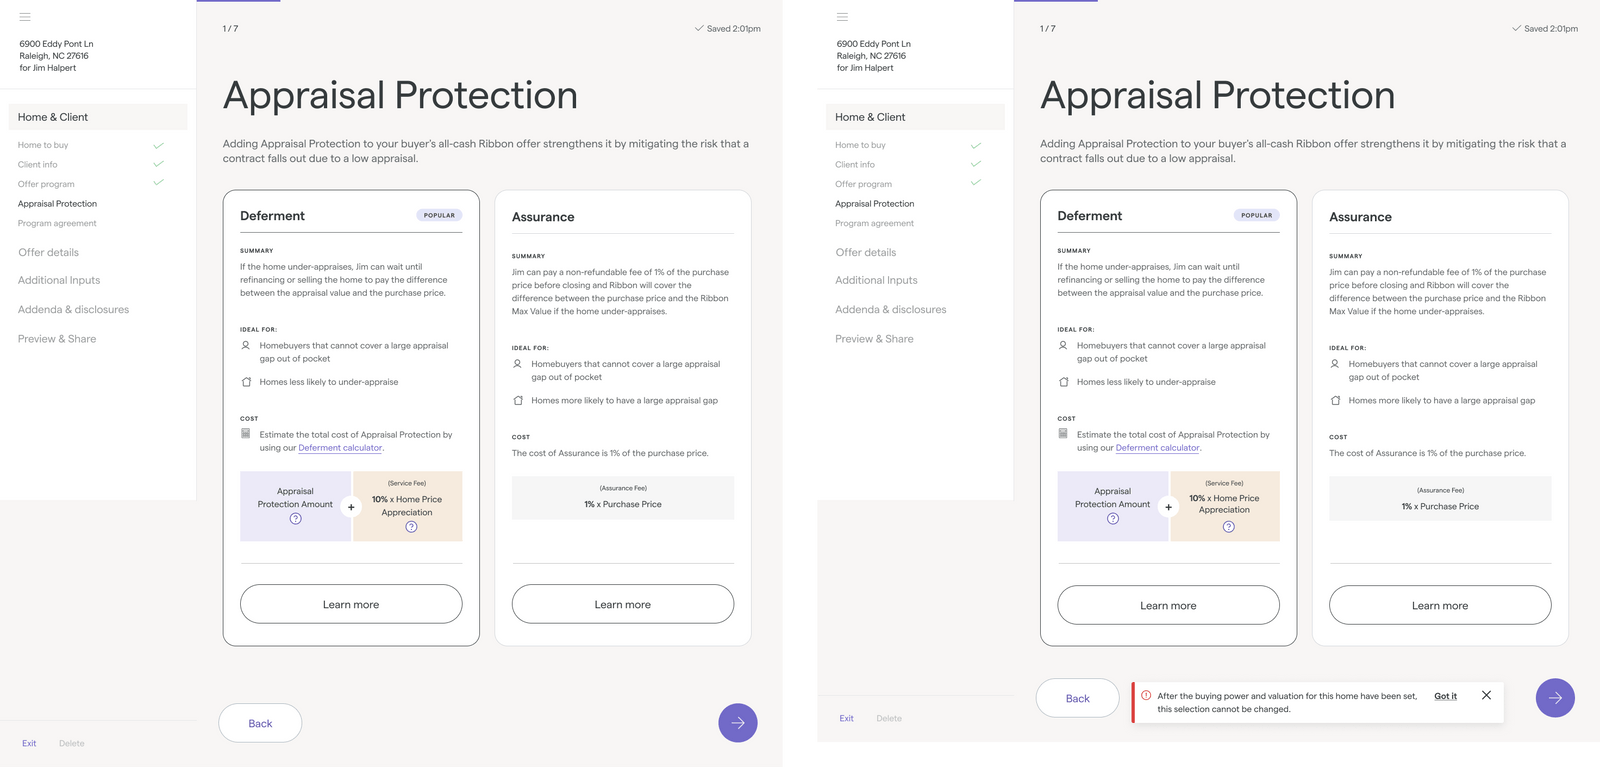 6900 Eddy Pont Ln
Raleigh, NC 27616
for Jim Halpert
Home & Client
Home to buy
Client info
Offer program
Appraisal Protection
Program agreement
Offer details
Additional Inputs
Addenda & disclosures
Preview & Share
Exit Delete
1 / 7
Saved 2:01pm
Appraisal Protection
Adding Appraisal Protection to your buyer's all-cash Ribbon offer strengthens it by mitigating the risk that a
contract falls out due to a low appraisal.
Deferment
POPULAR
SUMMARY
If the home under-appraises, Jim can wait until
refinancing or selling the home to pay the difference
between the appraisal value and the purchase price.
IDEAL FOR:
Homebuyers that cannot cover a large appraisal
gap out of pocket
Homes less likely to under-appraise
COST
Estimate the total cost of Appraisal Protection by
using our Deferment calculator.
Appraisal
Protection Amount
?
+
(Service Fee)
10% x Home Price
Appreciation
?
Learn more
Assurance
SUMMARY
Jim can pay a non-refundable fee of 1% of the purchase
price before closing and Ribbon will cover the
difference between the purchase price and the Ribbon
Max Value if the home under-appraises.
IDEAL FOR:
Homebuyers that cannot cover a large appraisal
gap out of pocket
Homes more likely to have a large appraisal gap
COST
The cost of Assurance is 1% of the purchase price.
(Assurance Fee)
1% x Purchase Price
Learn more
Back
6900 Eddy Pont Ln
Raleigh, NC 27616
for Jim Halpert
Home & Client
Home to buy
Client info
Offer program
Appraisal Protection
Program agreement
Offer details
Additional Inputs
Addenda & disclosures
Preview & Share
Exit Delete
1 / 7
Saved 2:01pm
Appraisal Protection
Adding Appraisal Protection to your buyer's all-cash Ribbon offer strengthens it by mitigating the risk that a
contract falls out due to a low appraisal.
Deferment
POPULAR
SUMMARY
If the home under-appraises, Jim can wait until
refinancing or selling the home to pay the difference
between the appraisal value and the purchase price.
IDEAL FOR:
Homebuyers that cannot cover a large appraisal
gap out of pocket
Homes less likely to under-appraise
COST
Estimate the total cost of Appraisal Protection by
using our Deferment calculator.
Appraisal
Protection Amount
?
+
(Service Fee)
10% x Home Price
Appreciation
?
Learn more
Assurance
SUMMARY
Jim can pay a non-refundable fee of 1% of the purchase
price before closing and Ribbon will cover the
difference between the purchase price and the Ribbon
Max Value if the home under-appraises.
IDEAL FOR:
Homebuyers that cannot cover a large appraisal
gap out of pocket
Homes more likely to have a large appraisal gap
COST
The cost of Assurance is 1% of the purchase price.
(Assurance Fee)
1% x Purchase Price
Learn more
Back
After the buying power and valuation for this home have been set,
this selection cannot be changed.
Got it